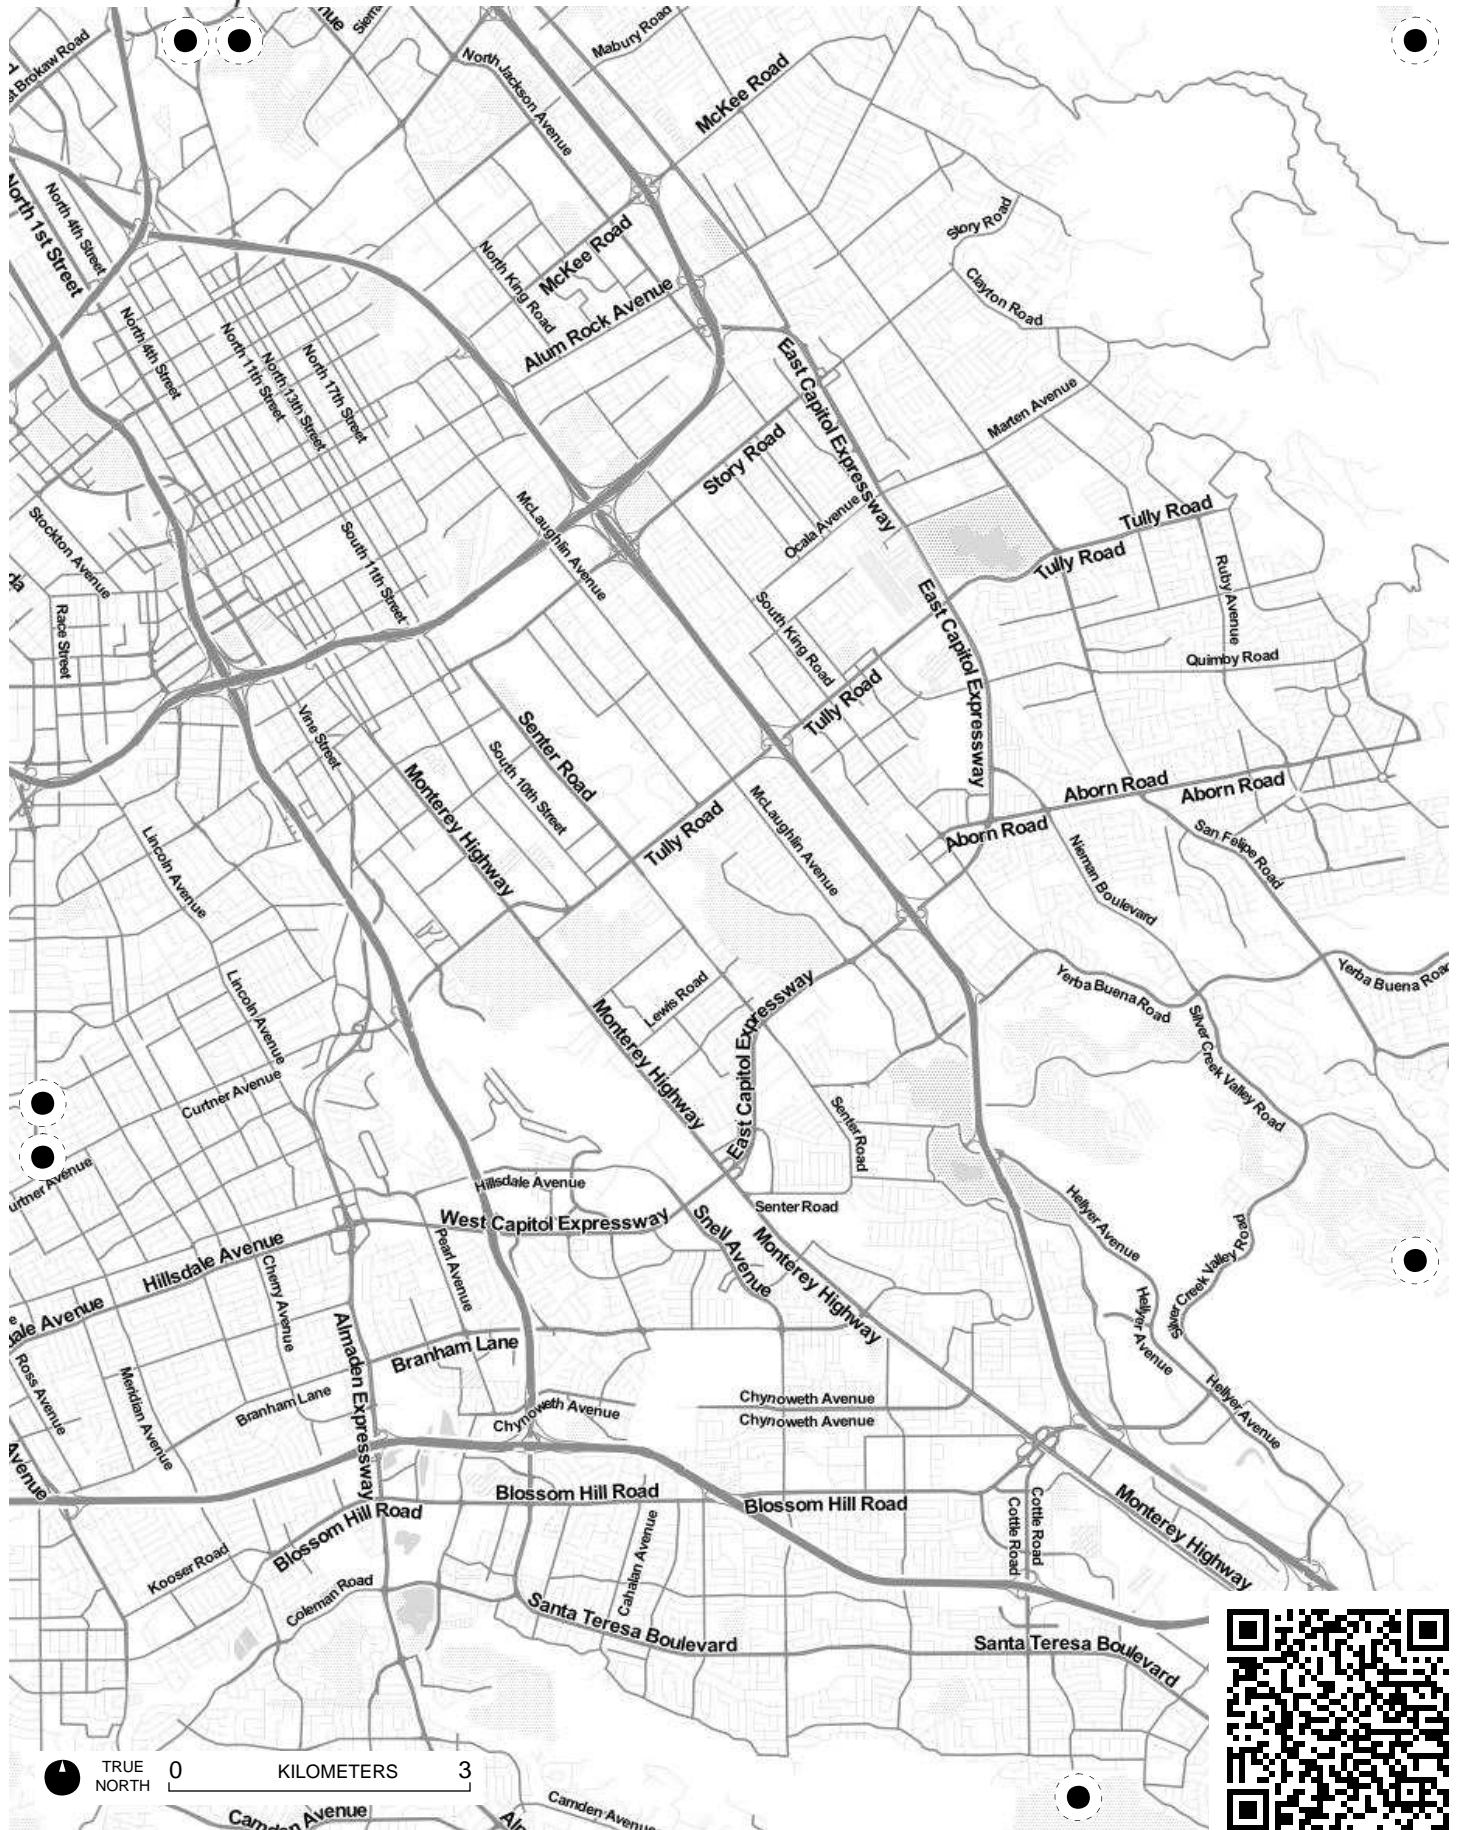 Mabury Road
st Brokaw Road
North Jackson Avenue
McKee Road
North 1st Street
North 4th Street
Story Road
McKee Road
North King Road
Clayton Road
Alum Rock Avenue
North 4th Street
North 11th Street
North 13th Street
North 17th Street
East Capitol Expressway
Marten Avenue
Story Road
McLaughlin Avenue
Ocala Avenue
Tully Road
Tully Road
Stockton Avenue
South 11th Street
Ruby Avenue
Race Street
South King Road
East Capitol Expressway
Quimby Road
Tully Road
Vine Street
Senter Road
South 10th Street
Monterey Highway
Aborn Road
Aborn Road
Aborn Road
Tully Road
McLaughlin Avenue
San Felipe Road
Nieman Boulevard
Lincoln Avenue
Lincoln Avenue
Lewis Road
East Capitol Expressway
Yerba Buena Road
Yerba Buena Road
Monterey Highway
Silver Creek Valley Road
Curtner Avenue
urtner Avenue
Senter Road
Hillsdale Avenue
Senter Road
West Capitol Expressway
Snell Avenue
Hellyer Avenue
Silver Creek Valley Road
Hillsdale Avenue
Cherry Avenue
Pearl Avenue
Monterey Highway
Hellyer Avenue
dale Avenue
Almaden Expressway
Branham Lane
Ross Avenue
Meridian Avenue
Branham Lane
Chynoweth Avenue
Chynoweth Avenue
Chynoweth Avenue
Hellyer Avenue
Avenue
Blossom Hill Road
Blossom Hill Road
Blossom Hill Road
Cottle Road
Cottle Road
Monterey Highway
Kooser Road
Coleman Road
Cahalan Avenue
Santa Teresa Boulevard
Santa Teresa Boulevard
TRUE
NORTH
0 KILOMETERS 3
Camden Avenue
Camden Avenue